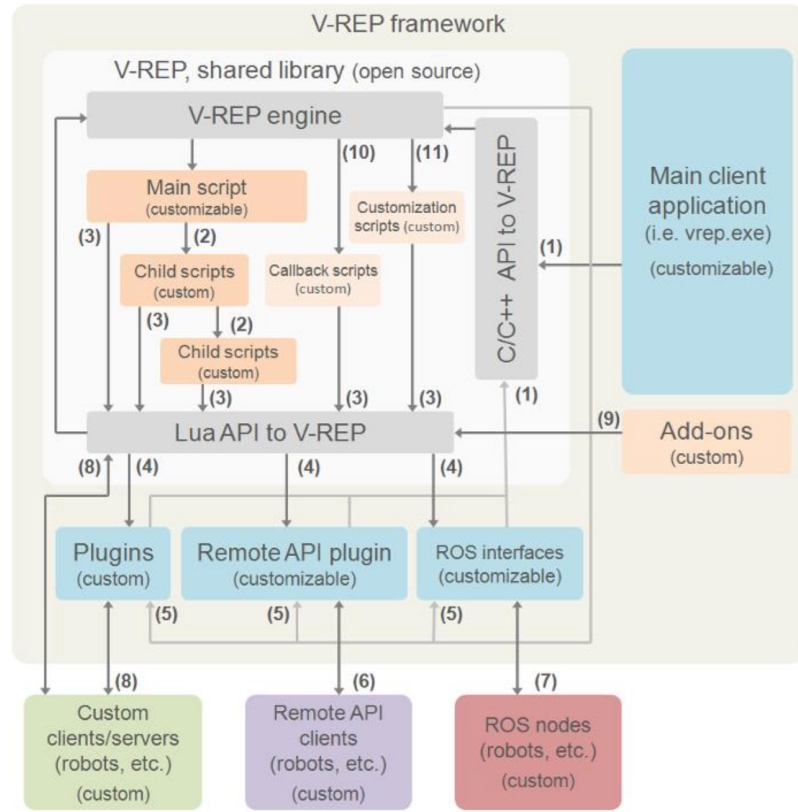 V-REP framework
V-REP, shared library (open source)
V-REP engine
(10)
(11)
Main script
(customizable)
Customization
scripts (custom)
C/C++ API to V-REP
Main client
application
(i.e. vrep.exe)
(customizable)
(3)
(2)
(1)
Child scripts
(custom)
Callback scripts
(custom)
(3)
(2)
Child scripts
(custom)
(3)
(3)
(3)
(1)
Lua API to V-REP
(9)
Add-ons
(custom)
(8)
(4)
(4)
(4)
Plugins
(custom)
Remote API plugin
(customizable)
ROS interfaces
(customizable)
(5)
(5)
(5)
(8)
(6)
(7)
Custom
clients/servers
(robots, etc.)
(custom)
Remote API
clients
(robots, etc.)
(custom)
ROS nodes
(robots, etc.)
(custom)